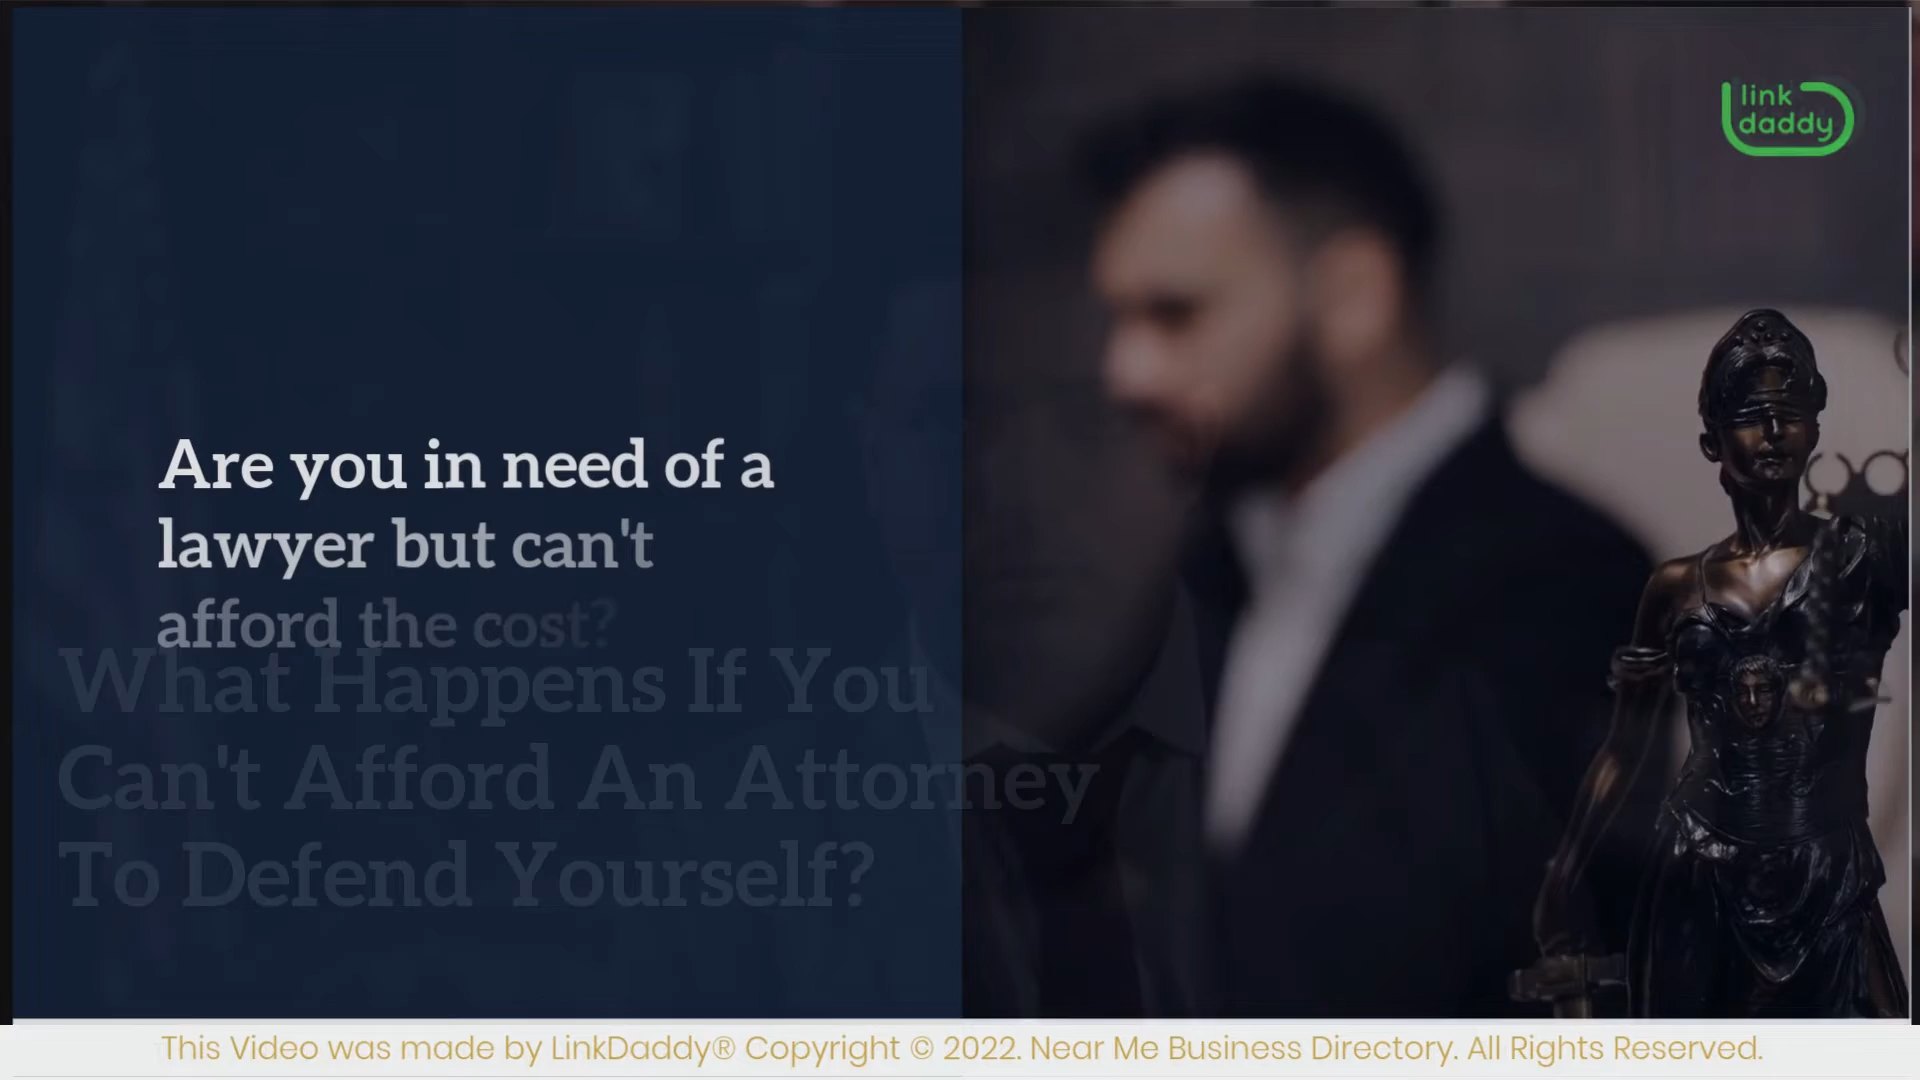 link
daddy
Are you in need of a
lawyer but can't
afford the cost?
What Happens If You
Can't Afford An Attorney
To Defend Yourself?
This Video was made by LinkDaddy® Copyright © 2022. Near Me Business Directory. All Rights Reserved.